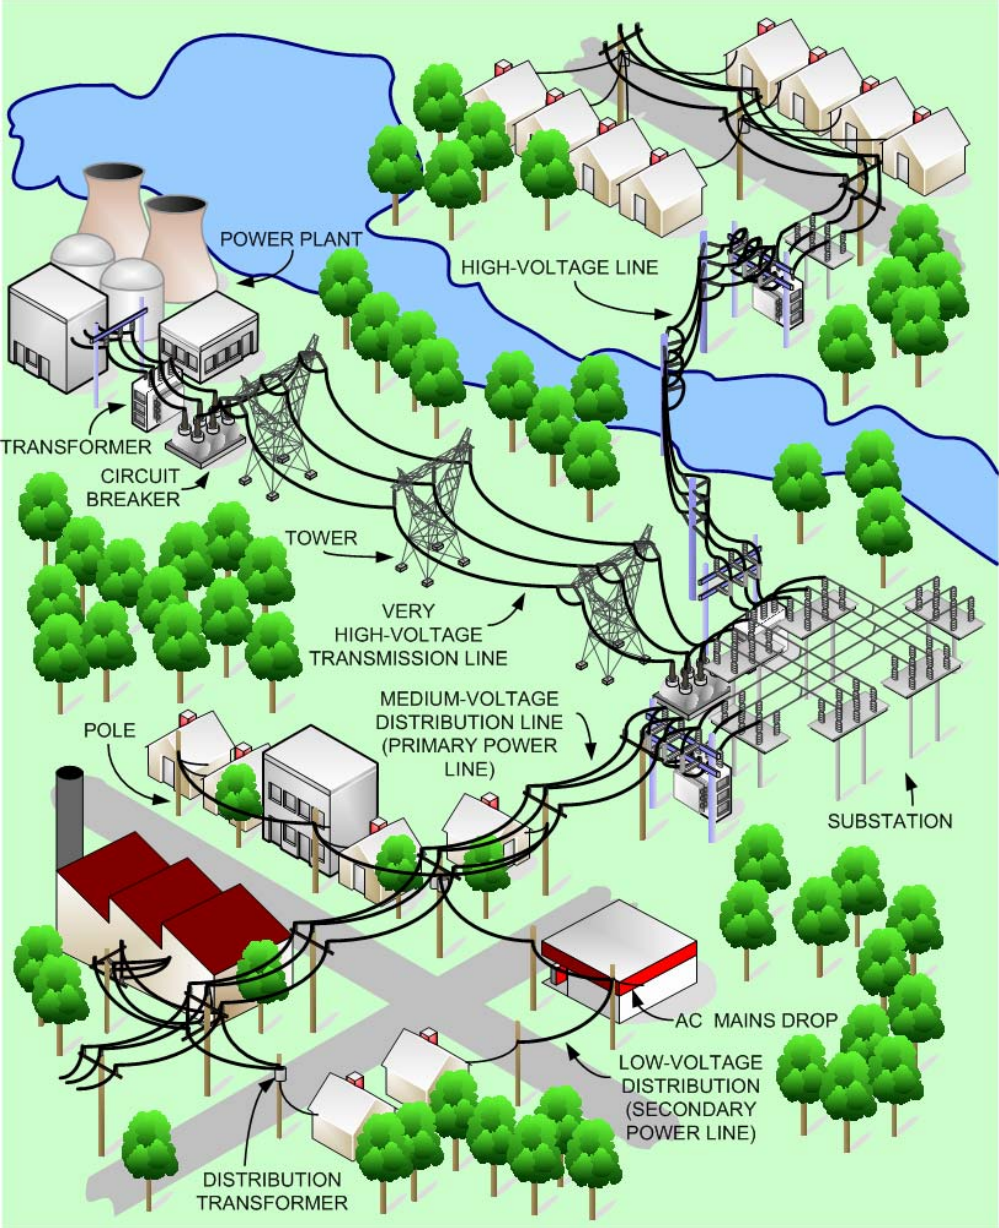 POWER PLANT
HIGH-VOLTAGE LINE
TRANSFORMER
CIRCUIT
BREAKER
TOWER
VERY
HIGH-VOLTAGE
TRANSMISSION LINE
MEDIUM-VOLTAGE
DISTRIBUTION LINE
(PRIMARY POWER
LINE)
POLE
SUBSTATION
AC MAINS DROP
LOW-VOLTAGE
DISTRIBUTION
(SECONDARY
POWER LINE)
DISTRIBUTION
TRANSFORMER